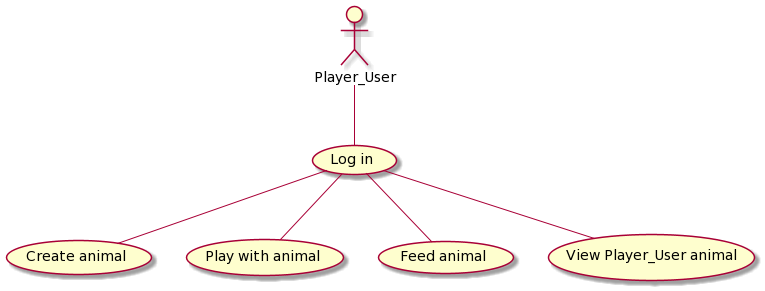 Player_User
Log in
Create animal
Play with animal
Feed animal
View Player_User animal